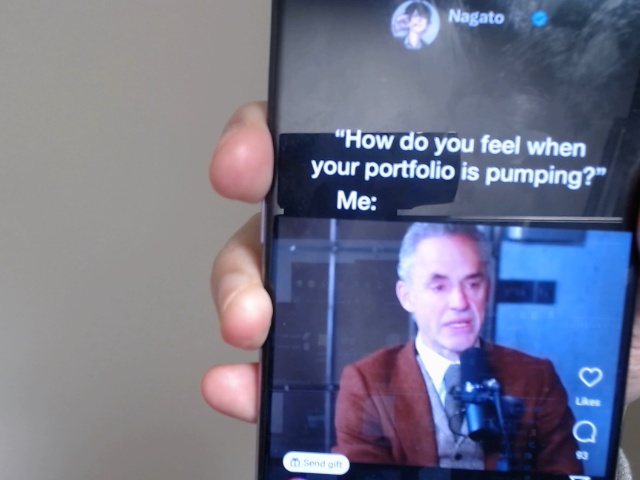 Nagato
“How do you feel when
your portfolio is pumping?”
Me:
Likes
93
Send gift